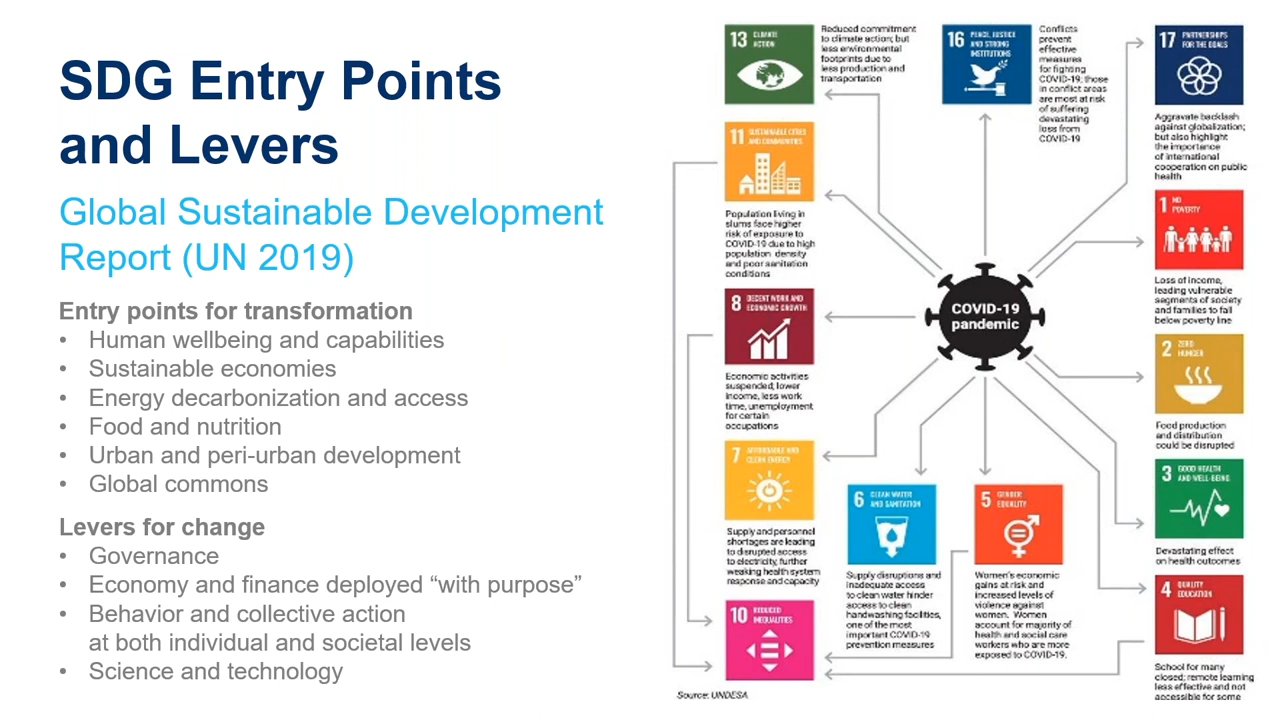 SDG Entry Points
and Levers
Global Sustainable Development
Report (UN 2019)
Entry points for transformation
• Human wellbeing and capabilities
• Sustainable economies
• Energy decarbonization and access
• Food and nutrition
• Urban and peri-urban development
• Global commons
Levers for change
• Governance
• Economy and finance deployed “with purpose”
• Behavior and collective action
at both individual and societal levels
• Science and technology
13 CLIMATE
ACTION
Reduced commitment
to climate action; but
less environmental
footprints due to
less production and
transportation
16 PEACE, JUSTICE
AND STRONG
INSTITUTIONS
Conflicts
prevent
effective
measures
for fighting
COVID-19; those
in conflict areas
are most at risk
of suffering
devastating
loss from
COVID-19
17 PARTNERSHIPS
FOR THE GOALS
Aggravate backlash
against globalization;
but also highlight
the importance
of international
cooperation on public
health
11 SUSTAINABLE CITIES
AND COMMUNITIES
Population living in
slums face higher
risk of exposure to
COVID-19 due to high
population density
and poor sanitation
conditions
1 NO
POVERTY
Loss of income,
leading vulnerable
segments of society
and families to fall
below poverty line
COVID-19
pandemic
8 DECENT WORK AND
ECONOMIC GROWTH
Economic activities
suspended; lower
income, less work
time, unemployment
for certain
occupations
2 ZERO
HUNGER
Food production
and distribution
could be disrupted
7 AFFORDABLE AND
CLEAN ENERGY
Supply and personnel
shortages are leading
to disrupted access
to electricity, further
weaking health system
response and capacity
6 CLEAN WATER
AND SANITATION
Supply disruptions and
inadequate access
to clean water hinder
access to clean
handwashing facilities,
one of the most
important COVID-19
prevention measures
5 GENDER
EQUALITY
Women's economic
gains at risk and
increased levels of
violence against
women. Women
account for majority of
health and social care
workers who are more
exposed to COVID-19.
3 GOOD HEALTH
AND WELL-BEING
Devastating effect
on health outcomes
4 QUALITY
EDUCATION
School for many
closed; remote learning
less effective and not
accessible for some
10 REDUCED
INEQUALITIES
Source: UNDESA